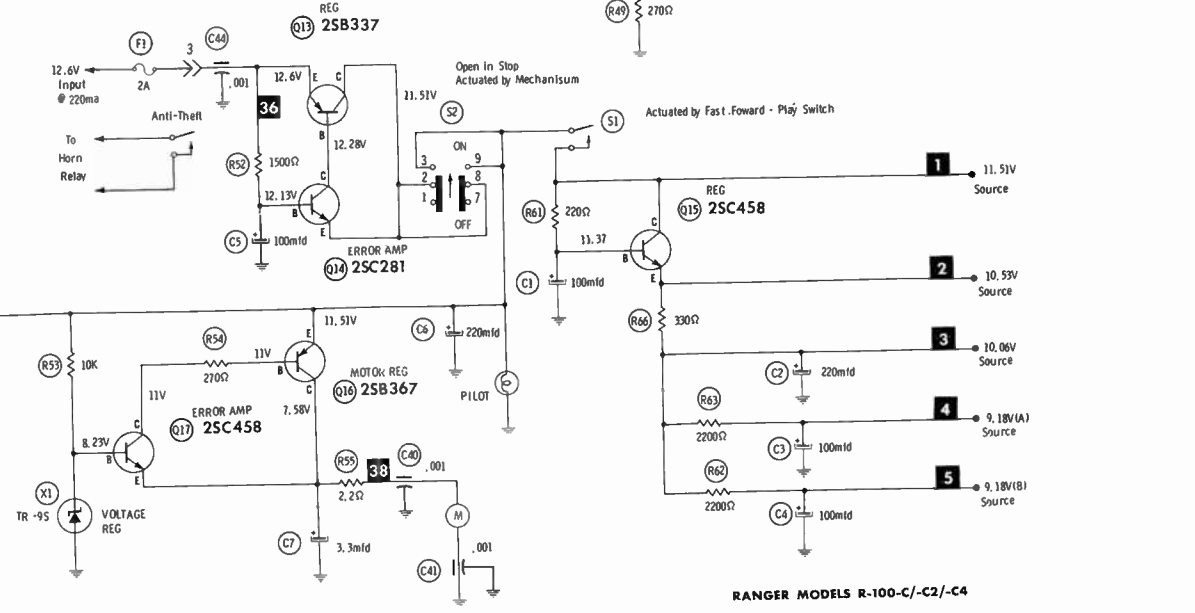 REG
Q13 2SB337
R49 270Ω
F1
3
C44
12.6V
Input
@ 220ma
2A
.001
12.6V
E
C
36
11.51V
Open in Stop
Actuated by Mechanisum
S2
S1
Actuated by Fast .Foward - Play Switch
Anti-Theft
To
Horn
Relay
B
12.28V
R52
1500Ω
ON
3
9
2
8
1
7
OFF
C
12.13V
B
E
C5
100mfd
ERROR AMP
Q14 2SC281
R61
220Ω
11.37
C1
100mfd
REG
Q15 2SC458
C
B
E
1
11.51V
Source
2
10.53V
Source
R66
330Ω
3
10.06V
Source
C2
220mfd
R63
2200Ω
4
9.18V(A)
Source
C3
100mfd
R62
2200Ω
5
9.18V(B)
Source
C4
100mfd
11.51V
C6
220mfd
R53
10K
R54
270Ω
11V
E
B
C
MOTOR REG
Q16 2SB367
PILOT
11V
7.58V
ERROR AMP
Q17 2SC458
C
8.23V
B
E
R55
2.2Ω
38
C40
.001
X1
TR -9S
VOLTAGE
REG
M
C7
3.3mfd
C41
.001
RANGER MODELS R-100-C/-C2/-C4